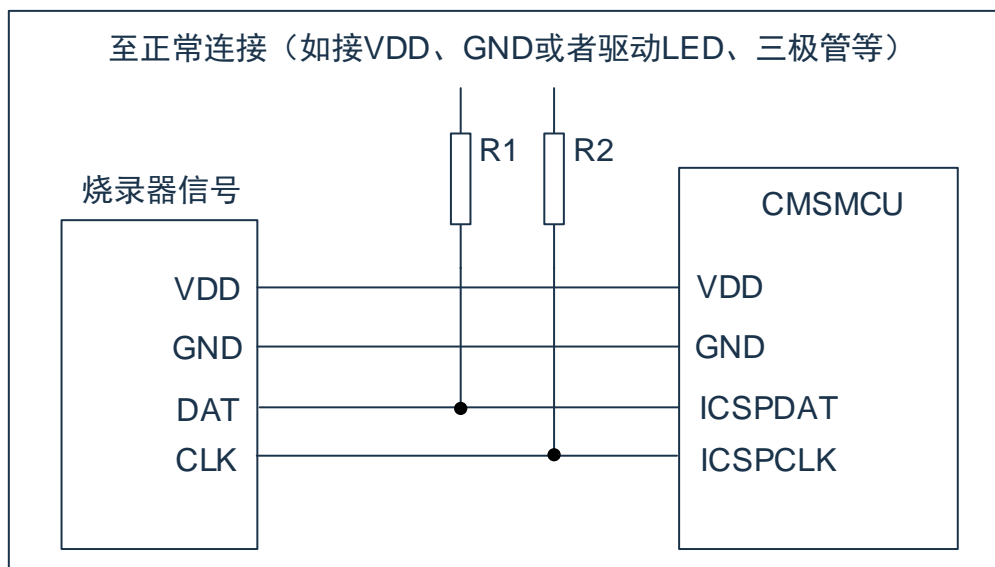 至正常连接（如接VDD、GND或者驱动LED、三极管等）
R1
R2
烧录器信号
CMSMCU
VDD
VDD
GND
GND
DAT
ICSPDAT
CLK
ICSPCLK